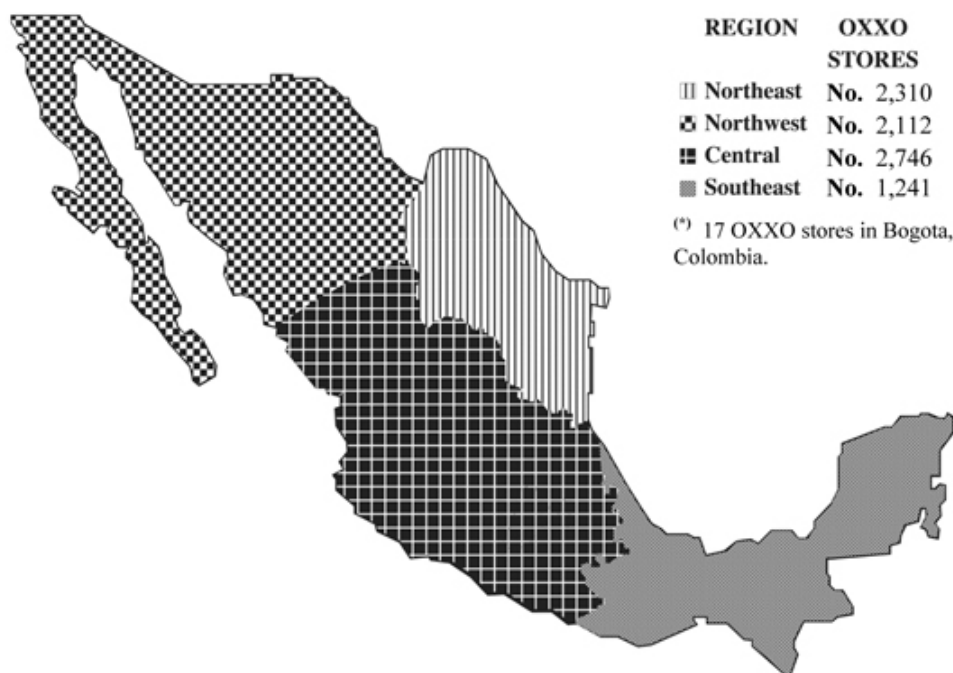 REGION OXXO
STORES
Northeast No. 2,310
Northwest No. 2,112
Central No. 2,746
Southeast No. 1,241
(*) 17 OXXO stores in Bogota,
Colombia.